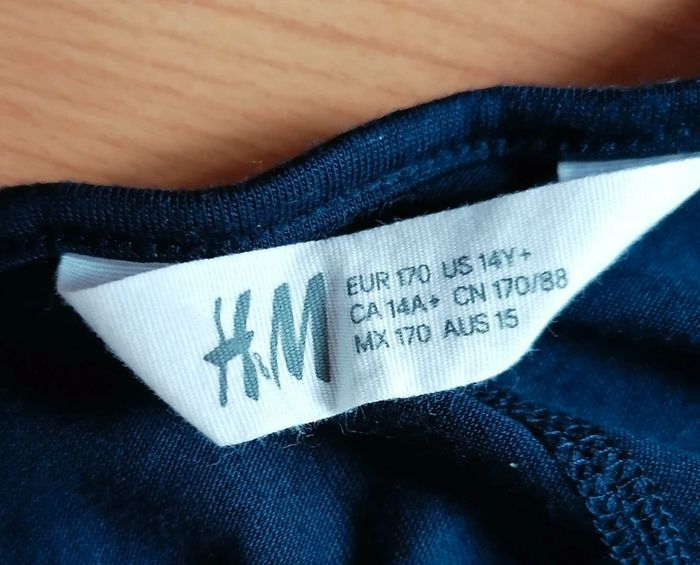 H&M
EUR 170 US 14Y+
CA 14A+ CN 170/88
MX 170 AUS 15